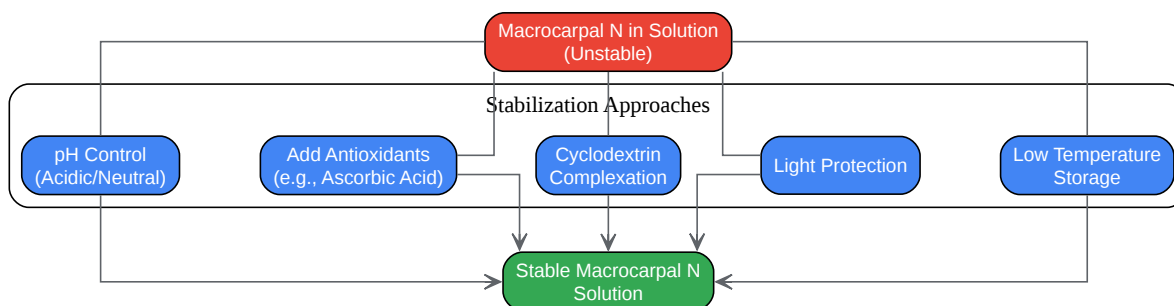 Macrocarpal N in Solution
(Unstable)
Stabilization Approaches
pH Control
(Acidic/Neutral)
Add Antioxidants
(e.g., Ascorbic Acid)
Cyclodextrin
Complexation
Light Protection
Low Temperature
Storage
Stable Macrocarpal N
Solution